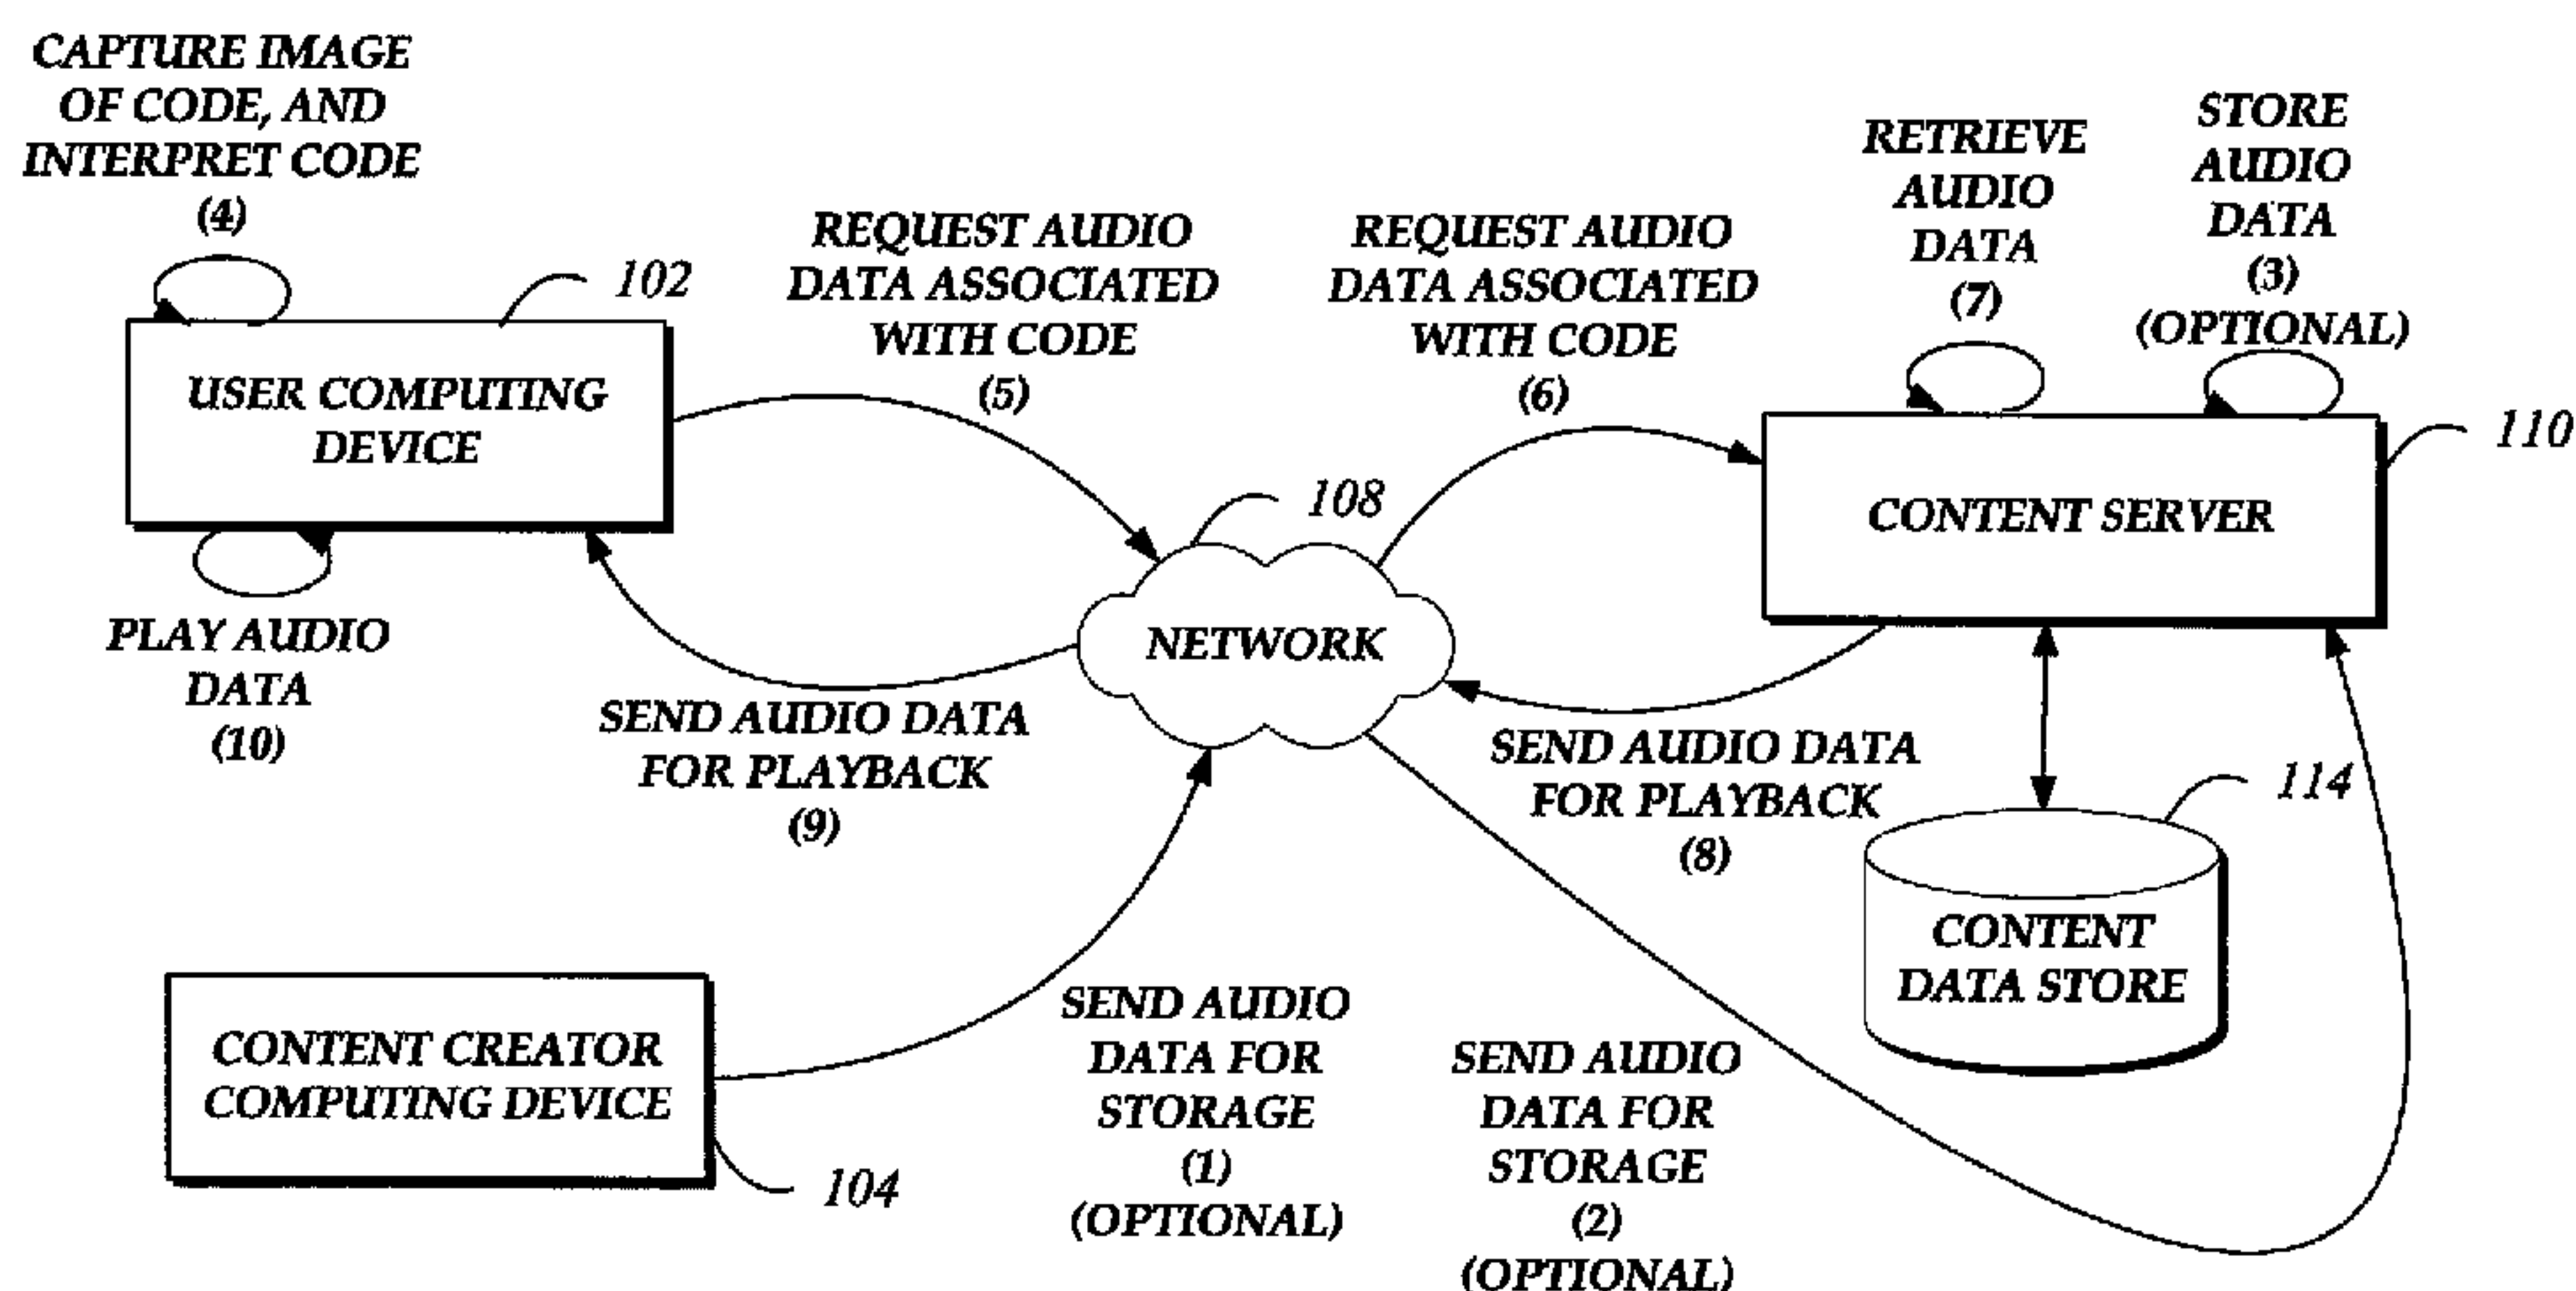 CAPTURE IMAGE
OF CODE, AND
INTERPRET CODE
(4)
102
USER COMPUTING
DEVICE
PLAY AUDIO
DATA
(10)
REQUEST AUDIO
DATA ASSOCIATED
WITH CODE
(5)
REQUEST AUDIO
DATA ASSOCIATED
WITH CODE
(6)
RETRIEVE
AUDIO
DATA
(7)
STORE
AUDIO
DATA
(3)
(OPTIONAL)
110
CONTENT SERVER
108
NETWORK
SEND AUDIO DATA
FOR PLAYBACK
(9)
SEND AUDIO DATA
FOR PLAYBACK
(8)
114
CONTENT
DATA STORE
CONTENT CREATOR
COMPUTING DEVICE
104
SEND AUDIO
DATA FOR
STORAGE
(1)
(OPTIONAL)
SEND AUDIO
DATA FOR
STORAGE
(2)
(OPTIONAL)